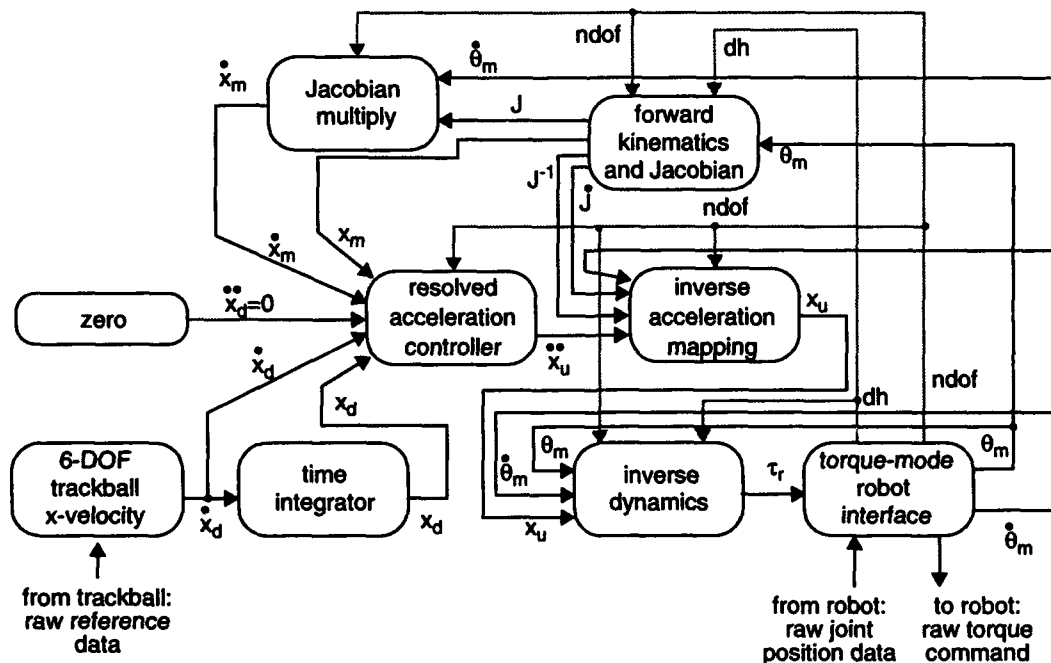 ndof
dh
ẋm
θ̇m
Jacobian
multiply
J
forward
kinematics
and Jacobian
θm
J-1
J̇
ndof
xm
ẋm
ẍd=0
zero
resolved
acceleration
controller
ẍu
inverse
acceleration
mapping
xu
ẋd
xd
dh
ndof
6-DOF
trackball
x-velocity
ẋd
time
integrator
xd
θm
θ̇m
xu
inverse
dynamics
τr
torque-mode
robot
interface
θm
θ̇m
from trackball:
raw reference
data
from robot:
raw joint
position data
to robot:
raw torque
command